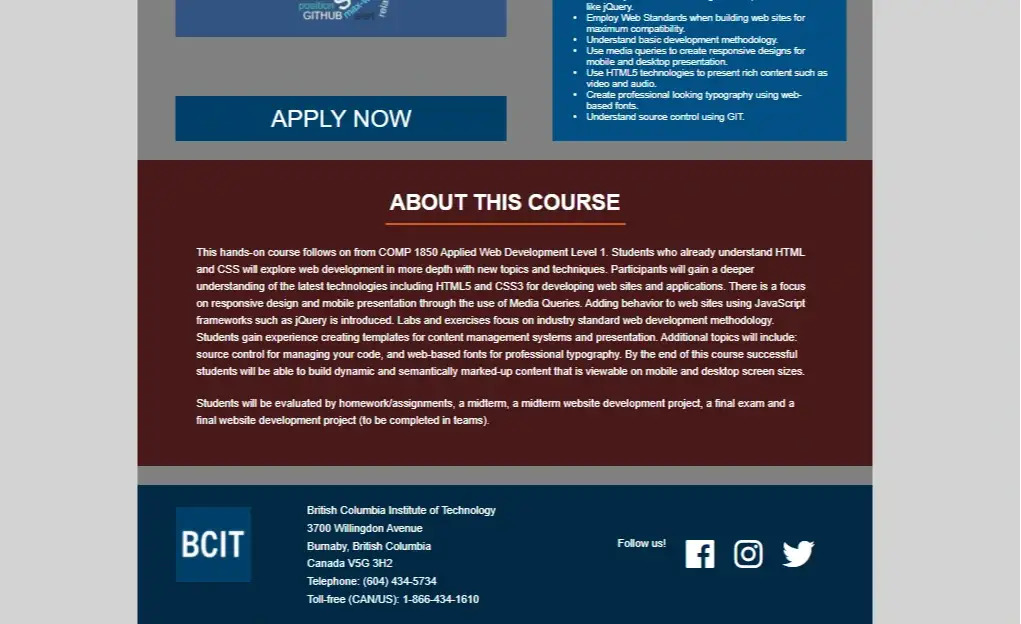 position
GITHUB
like jQuery.
• Employ Web Standards when building web sites for
maximum compatibility.
• Understand basic development methodology.
• Use media queries to create responsive designs for
mobile and desktop presentation.
• Use HTML5 technologies to present rich content such as
video and audio.
• Create professional looking typography using web-
based fonts.
• Understand source control using GIT.
APPLY NOW
ABOUT THIS COURSE
This hands-on course follows on from COMP 1850 Applied Web Development Level 1. Students who already understand HTML
and CSS will explore web development in more depth with new topics and techniques. Participants will gain a deeper
understanding of the latest technologies including HTML5 and CSS3 for developing web sites and applications. There is a focus
on responsive design and mobile presentation through the use of Media Queries. Adding behavior to web sites using JavaScript
frameworks such as jQuery is introduced. Labs and exercises focus on industry standard web development methodology.
Students gain experience creating templates for content management systems and presentation. Additional topics will include:
source control for managing your code, and web-based fonts for professional typography. By the end of this course successful
students will be able to build dynamic and semantically marked-up content that is viewable on mobile and desktop screen sizes.
Students will be evaluated by homework/assignments, a midterm, a midterm website development project, a final exam and a
final website development project (to be completed in teams).
BCIT
British Columbia Institute of Technology
3700 Willingdon Avenue
Burnaby, British Columbia
Canada V5G 3H2
Telephone: (604) 434-5734
Toll-free (CAN/US): 1-866-434-1610
Follow us!